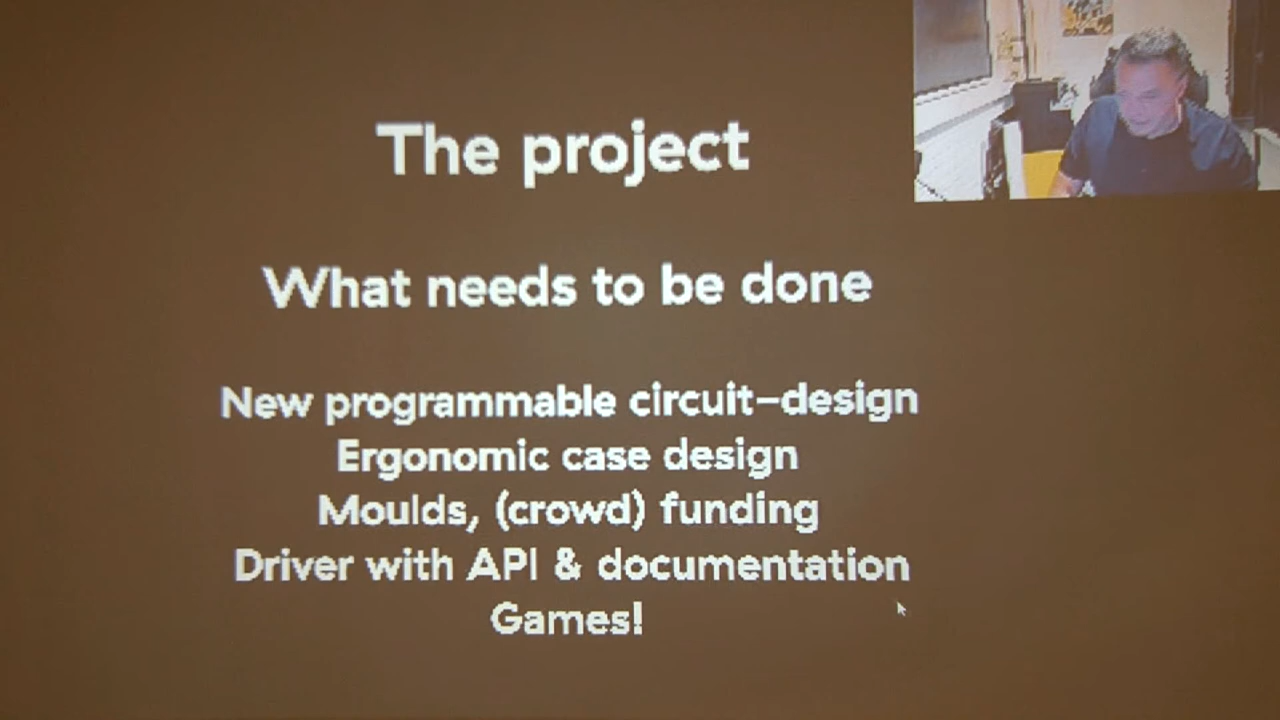 The project
What needs to be done
New programmable circuit-design
Ergonomic case design
Moulds, (crowd) funding
Driver with API & documentation
Games!